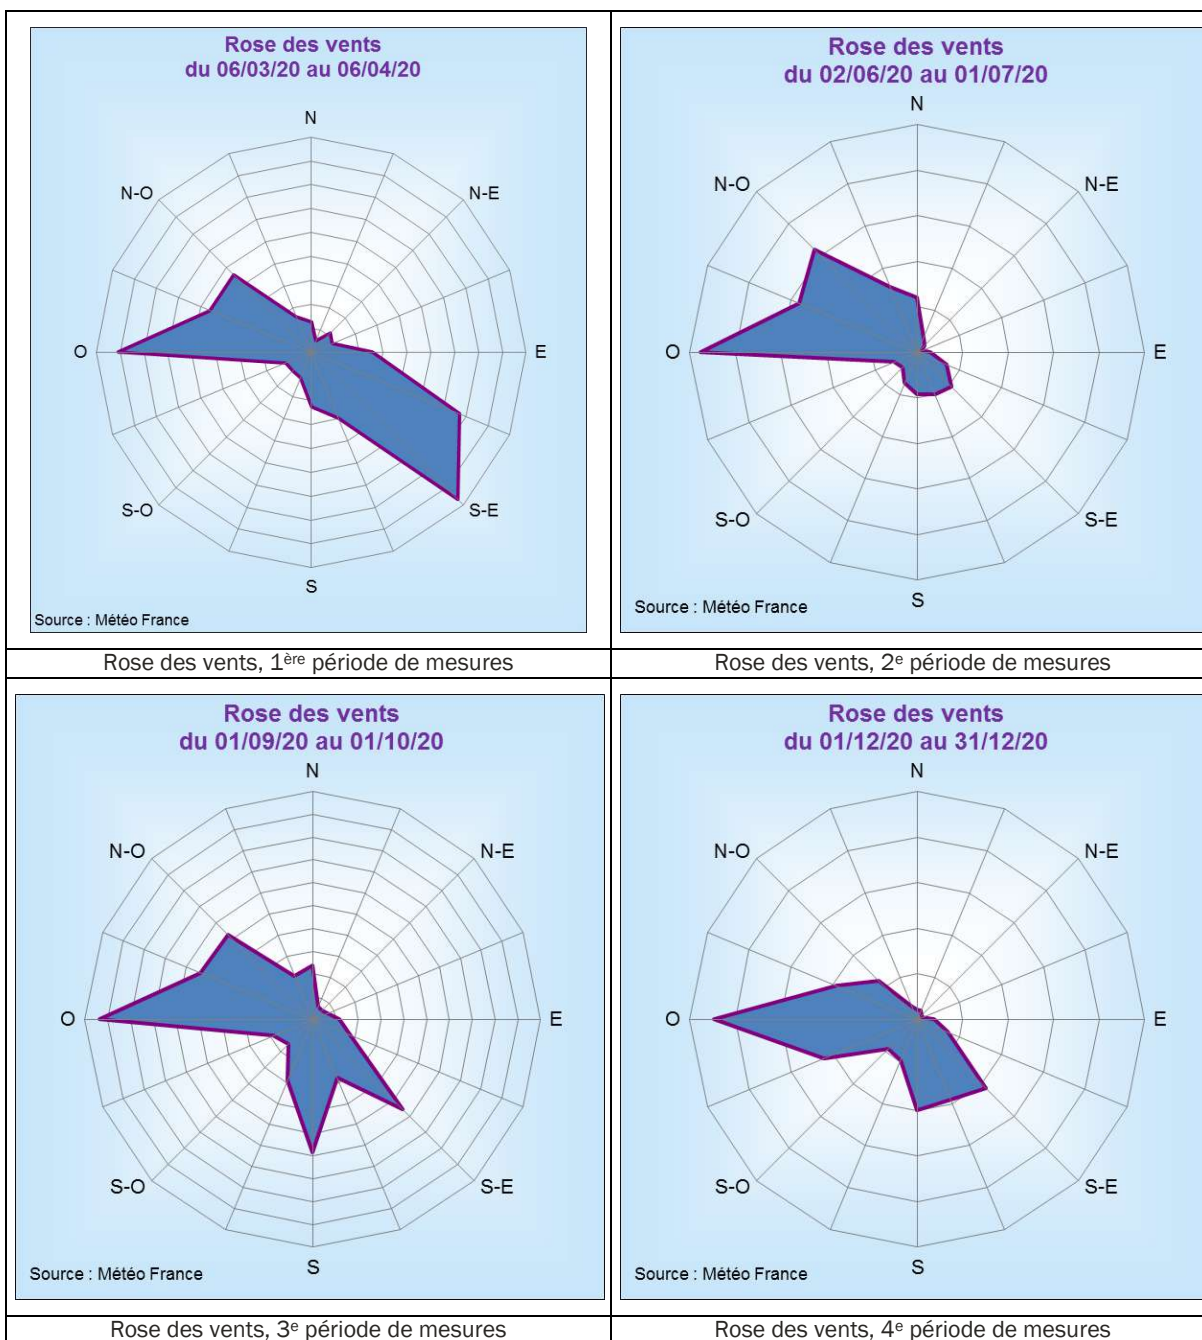 Rose des vents
du 06/03/20 au 06/04/20
N
N-O
N-E
O
E
S-O
S-E
S
Source : Météo France
Rose des vents, 1ère période de mesures
Rose des vents
du 02/06/20 au 01/07/20
N
N-O
N-E
O
E
S-O
S-E
S
Source : Météo France
Rose des vents, 2e période de mesures
Rose des vents
du 01/09/20 au 01/10/20
N
N-O
N-E
O
E
S-O
S-E
S
Source : Météo France
Rose des vents, 3e période de mesures
Rose des vents
du 01/12/20 au 31/12/20
N
N-O
N-E
O
E
S-O
S-E
S
Source : Météo France
Rose des vents, 4e période de mesures